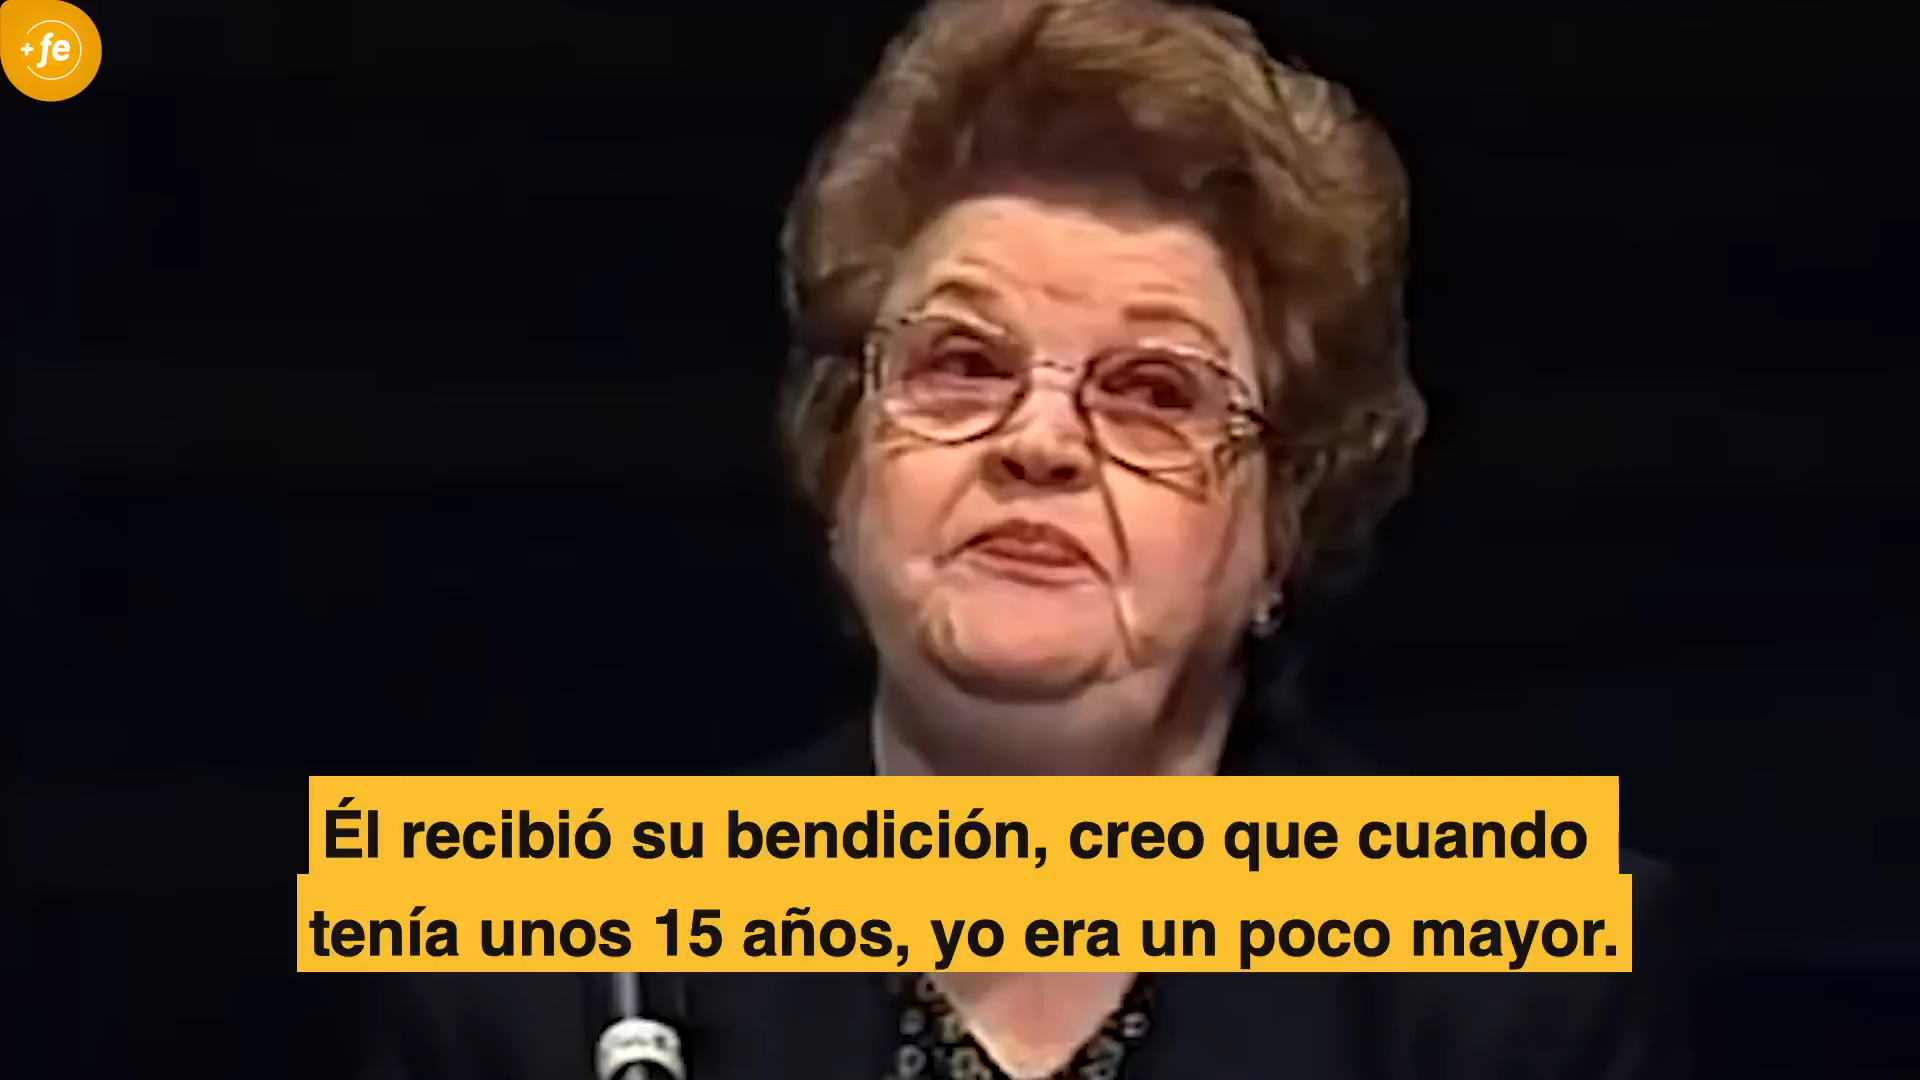 +fe
Él recibió su bendición, creo que cuando
tenía unos 15 años, yo era un poco mayor.